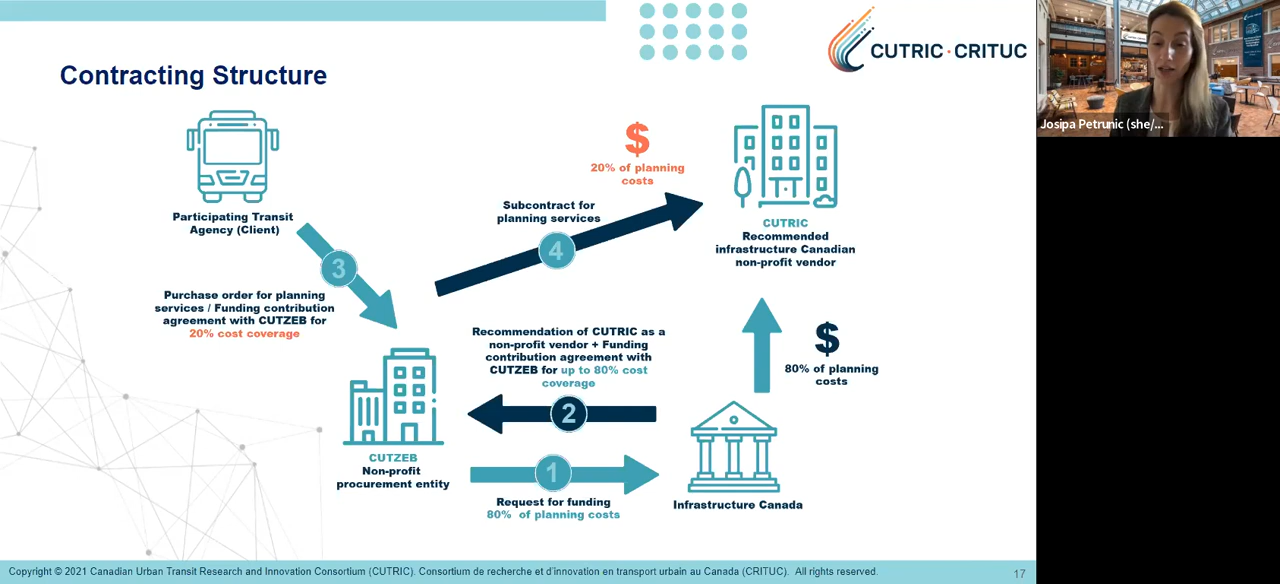 CUTRIC · CRITUC
Contracting Structure
Josipa Petrunic (she/...
Participating Transit
Agency (Client)
$
20% of planning
costs
Subcontract for
planning services
4
CUTRIC
Recommended
infrastructure Canadian
non-profit vendor
3
Purchase order for planning
services / Funding contribution
agreement with CUTZEB for
20% cost coverage
Recommendation of CUTRIC as a
non-profit vendor + Funding
contribution agreement with
CUTZEB for up to 80% cost
coverage
$
80% of planning
costs
2
CUTZEB
Non-profit
procurement entity
1
Request for funding
80% of planning costs
Infrastructure Canada
Copyright © 2021 Canadian Urban Transit Research and Innovation Consortium (CUTRIC). Consortium de recherche et d'innovation en transport urbain au Canada (CRITUC). All rights reserved.
17